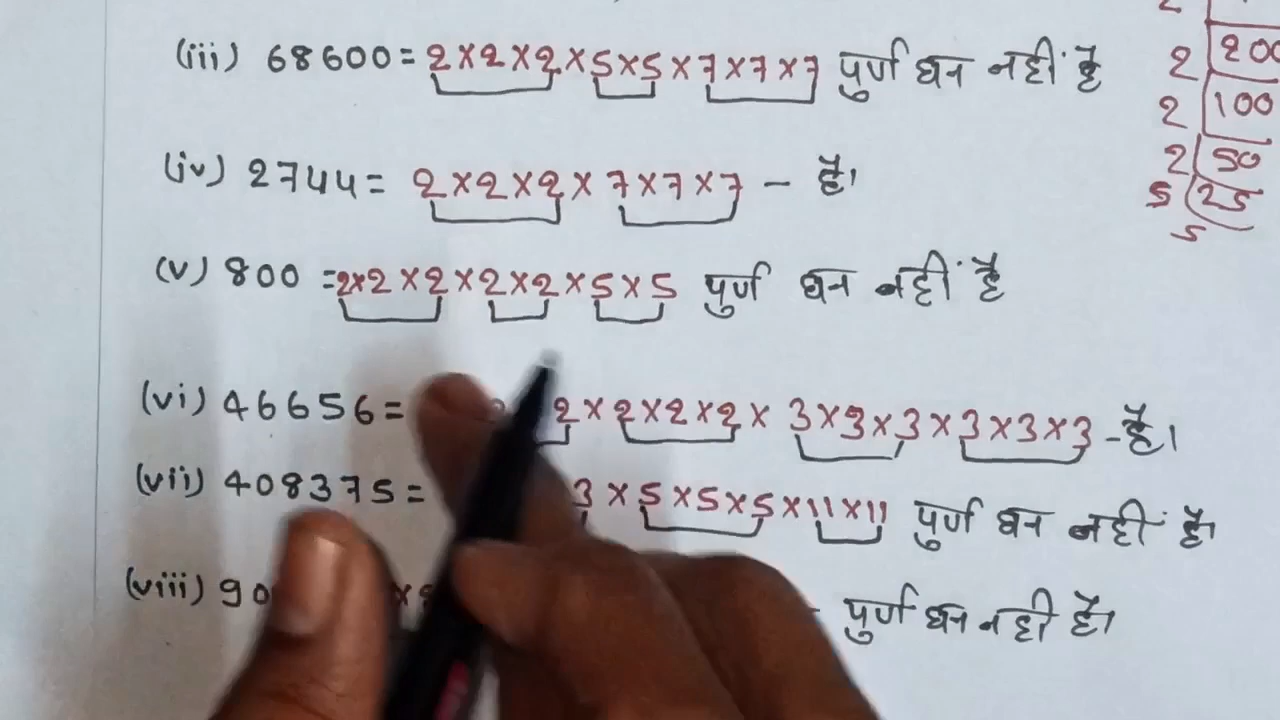 (iii) 68600 = 2×2×2×5×5×7×7×7 पुर्ण घन नहीं है
(iv) 2744 = 2×2×2×7×7×7 – है।
(v) 800 = 2×2×2×2×2×5×5 पुर्ण घन नहीं है
(vi) 46656 = 2×2×2×2× 3×3×3×3×3×3 -है।
(vii) 408375 = 3×5×5×5×11×11 पुर्ण घन नहीं है।
(viii) 90 पुर्ण घन नही है।
2 200
2 100
2 50
5 25
5